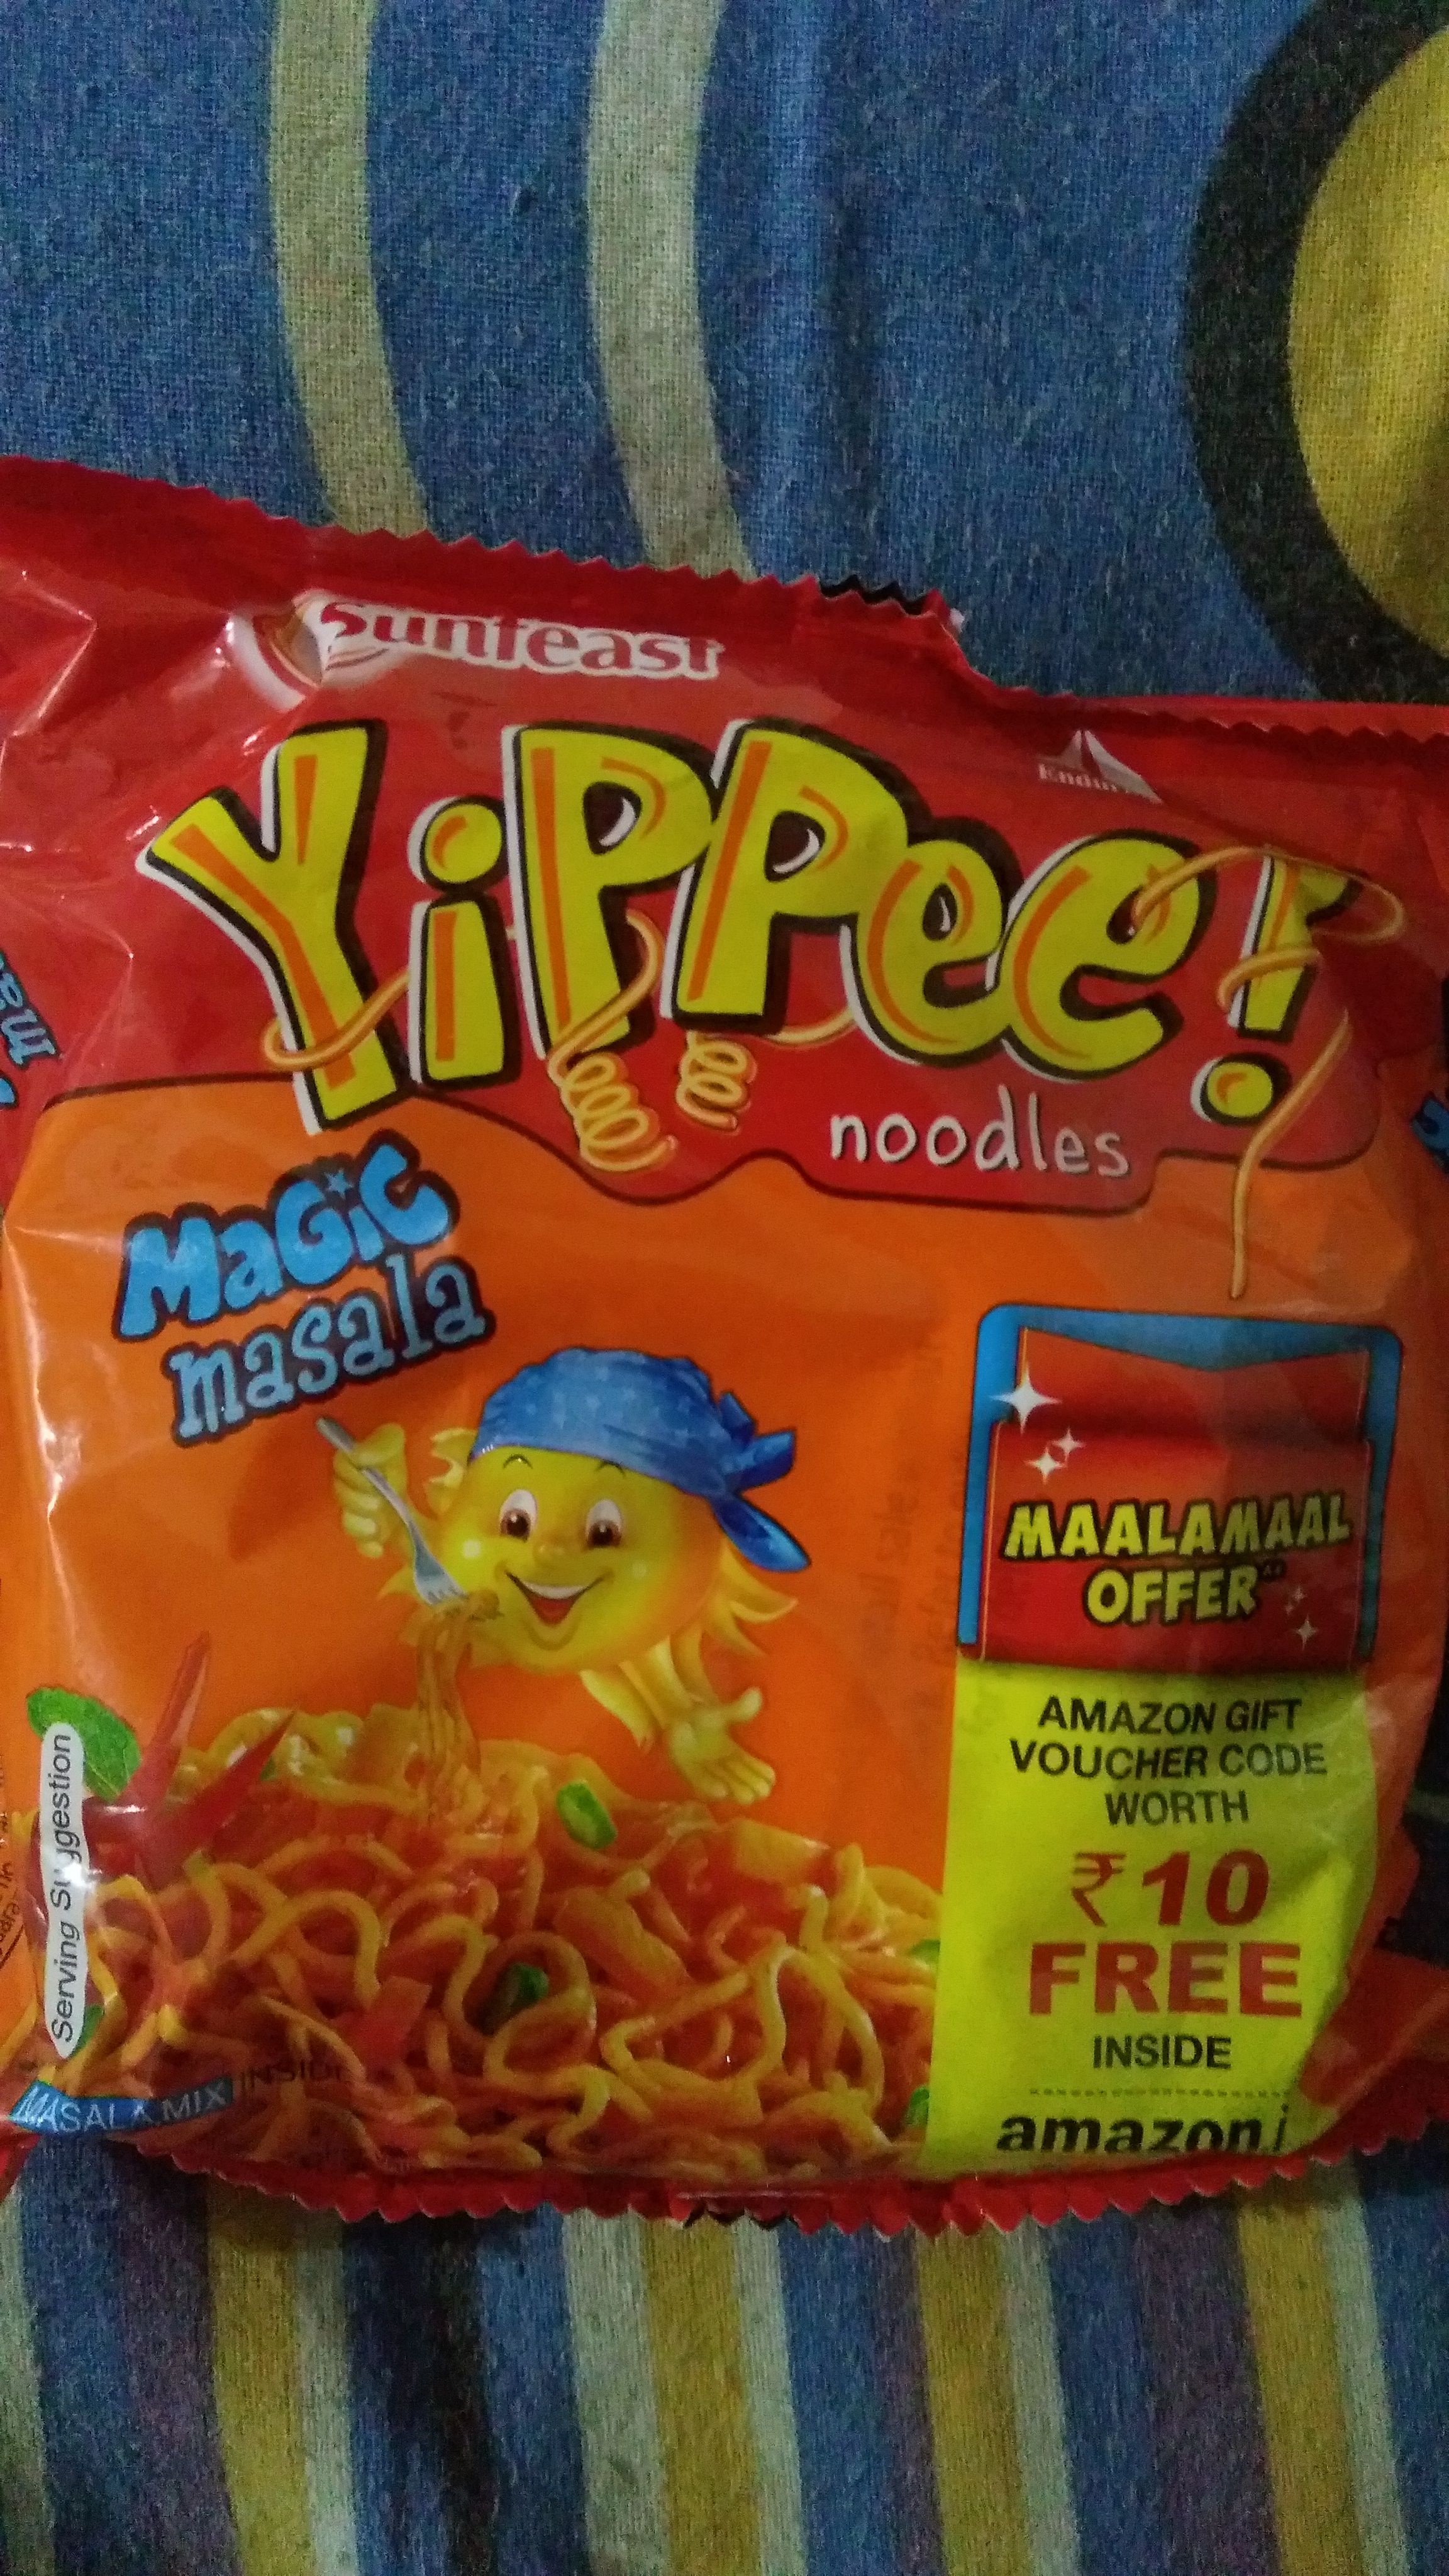 Sunfeast
YiPPee!
noodles
MaGiC
masala
MAALAMAAL
OFFER^^
AMAZON GIFT
VOUCHER CODE
WORTH
₹10
FREE
INSIDE
amazon.i
Serving Suggestion
MASALA MIX INSIDE